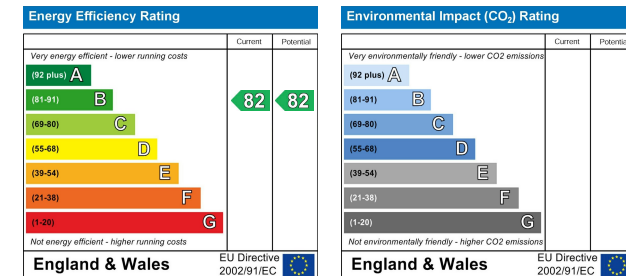 Energy Efficiency Rating
Current Potential
Very energy efficient - lower running costs
(92 plus) A
(81-91) B 82 82
(69-80) C
(55-68) D
(39-54) E
(21-38) F
(1-20) G
Not energy efficient - higher running costs
England & Wales
EU Directive
2002/91/EC
Environmental Impact (CO₂) Rating
Current Potential
Very environmentally friendly - lower CO2 emissions
(92 plus) A
(81-91) B
(69-80) C
(55-68) D
(39-54) E
(21-38) F
(1-20) G
Not environmentally friendly - higher CO2 emissions
England & Wales
EU Directive
2002/91/EC